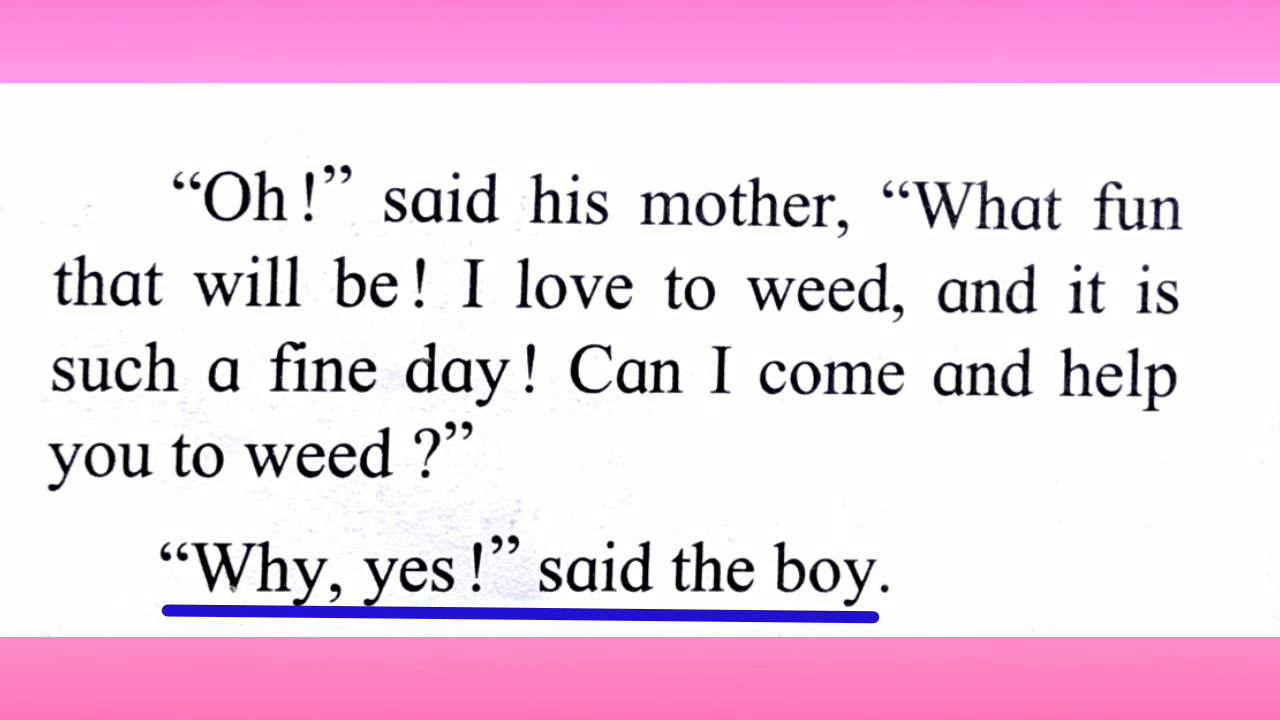 “Oh !” said his mother, “What fun
that will be ! I love to weed, and it is
such a fine day ! Can I come and help
you to weed ?”
“Why, yes !” said the boy.